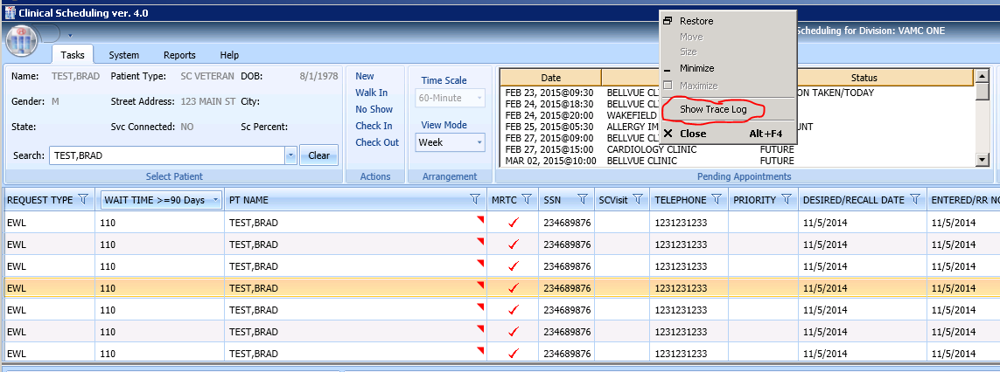 Clinical Scheduling ver. 4.0
Scheduling for Division: VAMC ONE
Restore
Move
Size
Minimize
Maximize
Show Trace Log
Close Alt+F4
Tasks System Reports Help
Name: TEST,BRAD Patient Type: SC VETERAN DOB: 8/1/1978
Gender: M Street Address: 123 MAIN ST City:
State: Svc Connected: NO Sc Percent:
Search: TEST,BRAD Clear
Select Patient
New
Walk In
No Show
Check In
Check Out
Actions
Time Scale
60-Minute
View Mode
Week
Arrangement
Date Status
FEB 23, 2015@09:30 BELLVUE CL ON TAKEN/TODAY
FEB 24, 2015@18:30 BELLVUE CL
FEB 24, 2015@20:00 WAKEFIELD
FEB 25, 2015@05:30 ALLERGY IM UNT
FEB 27, 2015@09:00 BELLVUE CL
FEB 27, 2015@15:00 CARDIOLOGY CLINIC FUTURE
MAR 02, 2015@10:00 BELLVUE CLINIC FUTURE
Pending Appointments
REQUEST TYPE WAIT TIME >=90 Days PT NAME MRTC SSN SCVisit TELEPHONE PRIORITY DESIRED/RECALL DATE ENTERED/RR NO
EWL 110 TEST,BRAD 234689876 1231231233 11/5/2014 11/5/2014
EWL 110 TEST,BRAD 234689876 1231231233 11/5/2014 11/5/2014
EWL 110 TEST,BRAD 234689876 1231231233 11/5/2014 11/5/2014
EWL 110 TEST,BRAD 234689876 1231231233 11/5/2014 11/5/2014
EWL 110 TEST,BRAD 234689876 1231231233 11/5/2014 11/5/2014
EWL 110 TEST,BRAD 234689876 1231231233 11/5/2014 11/5/2014
EWL 110 TEST,BRAD 234689876 1231231233 11/5/2014 11/5/2014